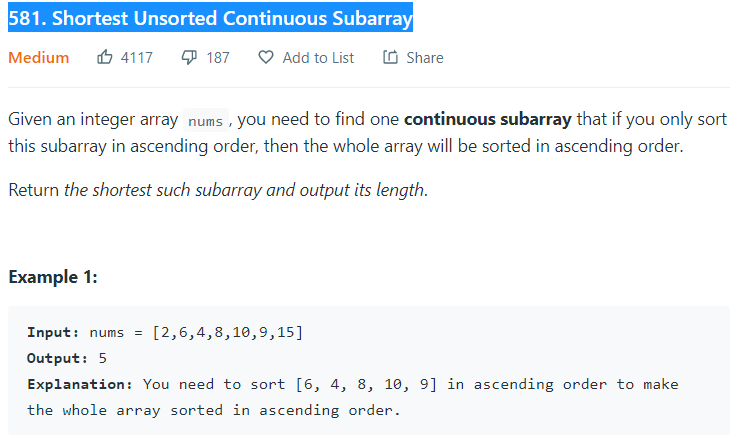 581. Shortest Unsorted Continuous Subarray
Medium 4117 187 Add to List Share
Given an integer array nums , you need to find one continuous subarray that if you only sort
this subarray in ascending order, then the whole array will be sorted in ascending order.
Return the shortest such subarray and output its length.
Example 1:
Input: nums = [2,6,4,8,10,9,15]
Output: 5
Explanation: You need to sort [6, 4, 8, 10, 9] in ascending order to make
the whole array sorted in ascending order.